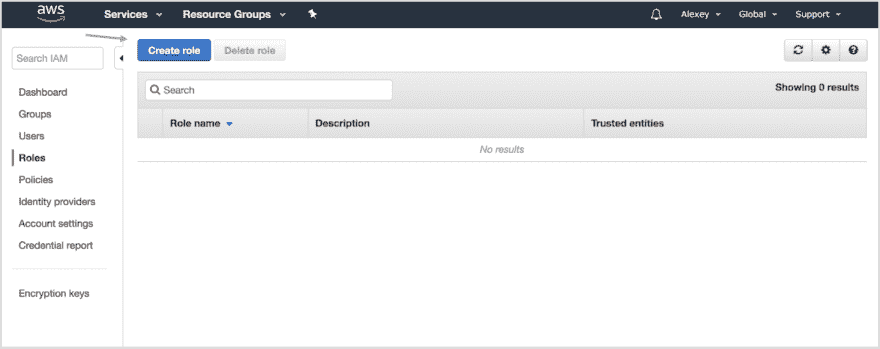 aws Services Resource Groups Alexey Global Support
Search IAM
Create role Delete role
Search
Showing 0 results
Role name Description Trusted entities
No results
Dashboard
Groups
Users
Roles
Policies
Identity providers
Account settings
Credential report
Encryption keys